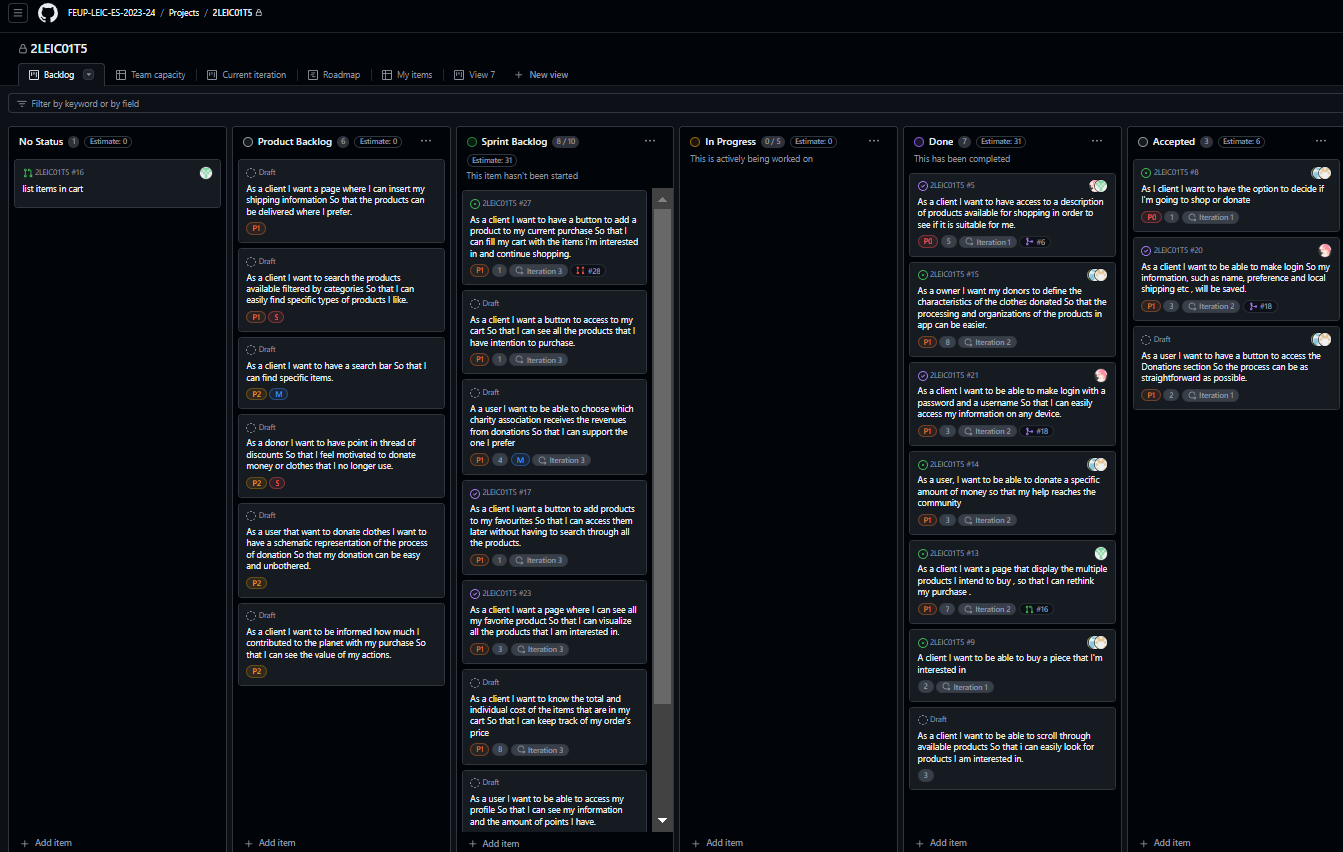 FEUP-LEIC-ES-2023-24 / Projects / 2LEIC01T5
2LEIC01T5
Backlog
Team capacity
Current iteration
Roadmap
My items
View 7
New view
Filter by keyword or by field
No Status 1 Estimate: 0
2LEIC01T5 #16
list items in cart
Add item
Product Backlog 6 Estimate: 0
Draft
As a client I want a page where I can insert my
shipping information So that the products can
be delivered where I prefer.
P1
Draft
As a client I want to search the products
available filtered by categories So that I can
easily find specific types of products I like.
P1 S
Draft
As a client I want to have a search bar So that I
can find specific items.
P2 M
Draft
As a donor I want to have point in thread of
discounts So that I feel motivated to donate
money or clothes that I no longer use.
P2 S
Draft
As a user that want to donate clothes I want to
have a schematic representation of the process
of donation So that my donation can be easy
and unbothered.
P2
Draft
As a client I want to be informed how much I
contributed to the planet with my purchase So
that I can see the value of my actions.
P2
Add item
Sprint Backlog 8 / 10
Estimate: 31
This item hasn't been started
2LEIC01T5 #27
As a client I want to have a button to add a
product to my current purchase So that I
can fill my cart with the items i'm interested
in and continue shopping.
P1 1 Iteration 3 #28
Draft
As a client I want a button to access to my
cart So that I can see all the products that I
have intention to purchase.
P1 1 Iteration 3
Draft
A a user I want to be able to choose which
charity association receives the revenues
from donations So that I can support the
one I prefer
P1 4 M Iteration 3
2LEIC01T5 #17
As a client I want a button to add products
to my favourites So that I can access them
later without having to search through all
the products.
P1 1 Iteration 3
2LEIC01T5 #23
As a client I want a page where I can see all
my favorite product So that I can visualize
all the products that I am interested in.
P1 3 Iteration 3
Draft
As a client I want to know the total and
individual cost of the items that are in my
cart So that I can keep track of my order's
price
P1 8 Iteration 3
Draft
As a user I want to be able to access my
profile So that I can see my information
and the amount of points I have.
Add item
In Progress 0 / 5 Estimate: 0
This is actively being worked on
Add item
Done 7 Estimate: 31
This has been completed
2LEIC01T5 #5
As a client I want to have access to a description
of products available for shopping in order to
see if it is suitable for me.
P0 5 Iteration 1 #6
2LEIC01T5 #15
As a owner I want my donors to define the
characteristics of the clothes donated So that the
processing and organizations of the products in
app can be easier.
P1 8 Iteration 2
2LEIC01T5 #21
As a client I want to be able to make login with a
password and a username So that I can easily
access my information on any device.
P1 3 Iteration 2 #18
2LEIC01T5 #14
As a user, I want to be able to donate a specific
amount of money so that my help reaches the
community
P1 3 Iteration 2
2LEIC01T5 #13
As a client I want a page that display the multiple
products I intend to buy , so that I can rethink
my purchase .
P1 7 Iteration 2 #16
2LEIC01T5 #9
A client I want to be able to buy a piece that I'm
interested in
2 Iteration 1
Draft
As a client I want to be able to scroll through
available products So that i can easily look for
products I am interested in.
3
Add item
Accepted 3 Estimate: 6
2LEIC01T5 #8
As I client I want to have the option to decide if
I'm going to shop or donate
P0 1 Iteration 1
2LEIC01T5 #20
As a client I want to be able to make login So my
information, such as name, preference and local
shipping etc , will be saved.
P1 3 Iteration 2 #18
Draft
As a user I want to have a button to access the
Donations section So the process can be as
straightforward as possible.
P1 2 Iteration 1
Add item